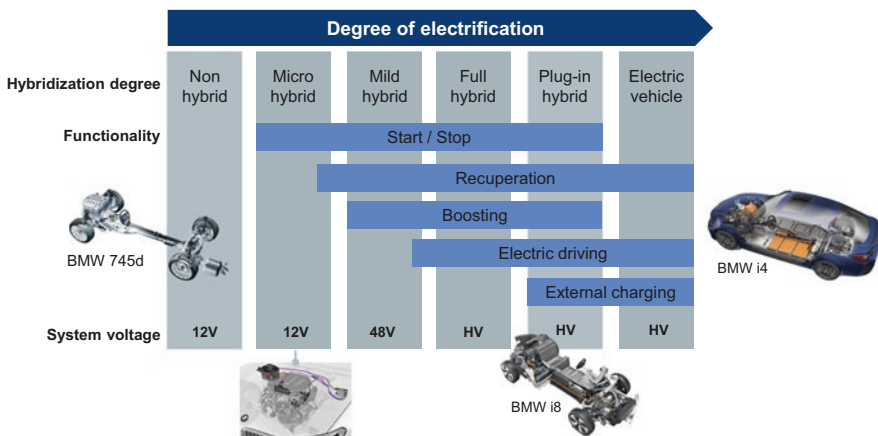 Degree of electrification
Hybridization degree
Non
hybrid
Micro
hybrid
Mild
hybrid
Full
hybrid
Plug-in
hybrid
Electric
vehicle
Functionality
Start / Stop
Recuperation
Boosting
Electric driving
External charging
BMW 745d
BMW i4
System voltage
12V
12V
48V
HV
HV
HV
BMW i8